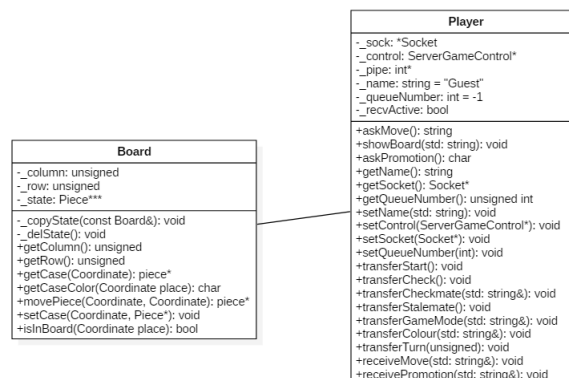 Board
-_column: unsigned
-_row: unsigned
-_state: Piece***
-_copyState(const Board&): void
-_delState(): void
+getColumn(): unsigned
+getRow(): unsigned
+getCase(Coordinate): piece*
+getCaseColor(Coordinate place): char
+movePiece(Coordinate, Coordinate): piece*
+setCase(Coordinate, Piece*): void
+isInBoard(Coordinate place): bool
Player
-_sock: *Socket
-_control: ServerGameControl*
-_pipe: int*
-_name: string = "Guest"
-_queueNumber: int = -1
-_recvActive: bool
+askMove(): string
+showBoard(std: string): void
+askPromotion(): char
+getName(): string
+getSocket(): Socket*
+getQueueNumber(): unsigned int
+setName(std: string): void
+setControl(ServerGameControl*): void
+setSocket(Socket*): void
+setQueueNumber(int): void
+transferStart(): void
+transferCheck(): void
+transferCheckmate(std: string&): void
+transferStalemate(): void
+transferGameMode(std: string&): void
+transferColour(std: string&): void
+transferTurn(unsigned): void
+receiveMove(std: string&): void
+receivePromotion(std: string&): void